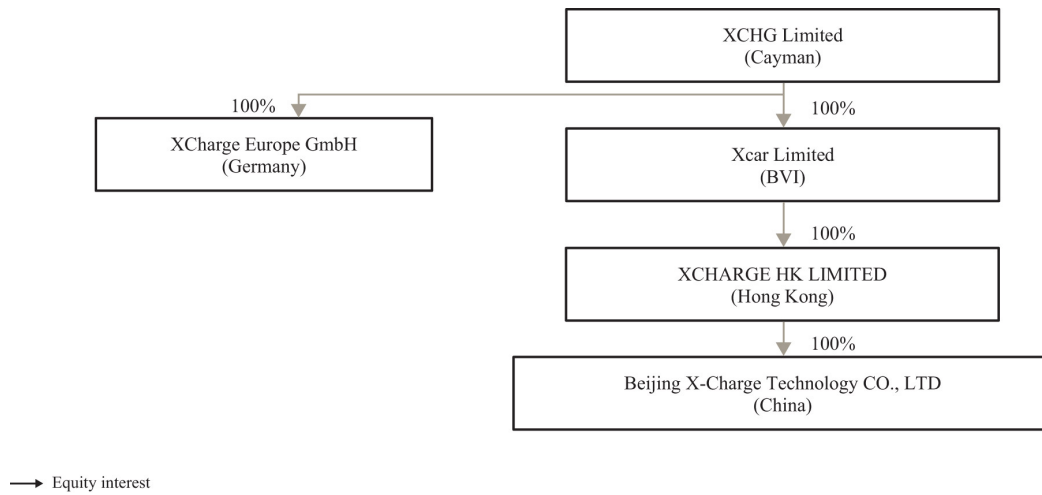 XCHG Limited
(Cayman)
100%
100%
XCharge Europe GmbH
(Germany)
Xcar Limited
(BVI)
100%
XCHARGE HK LIMITED
(Hong Kong)
100%
Beijing X-Charge Technology CO., LTD
(China)
Equity interest